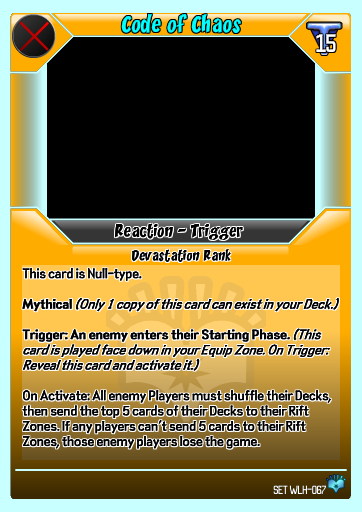 Code of Chaos
15
Reaction - Trigger
Devastation Rank
This card is Null-type.
Mythical (Only 1 copy of this card can exist in your Deck.)
Trigger: An enemy enters their Starting Phase. (This
card is played face down in your Equip Zone. On Trigger:
Reveal this card and activate it.)
On Activate: All enemy Players must shuffle their Decks,
then send the top 5 cards of their Decks to their Rift
Zones. If any players can't send 5 cards to their Rift
Zones, those enemy players lose the game.
SET WLH-067